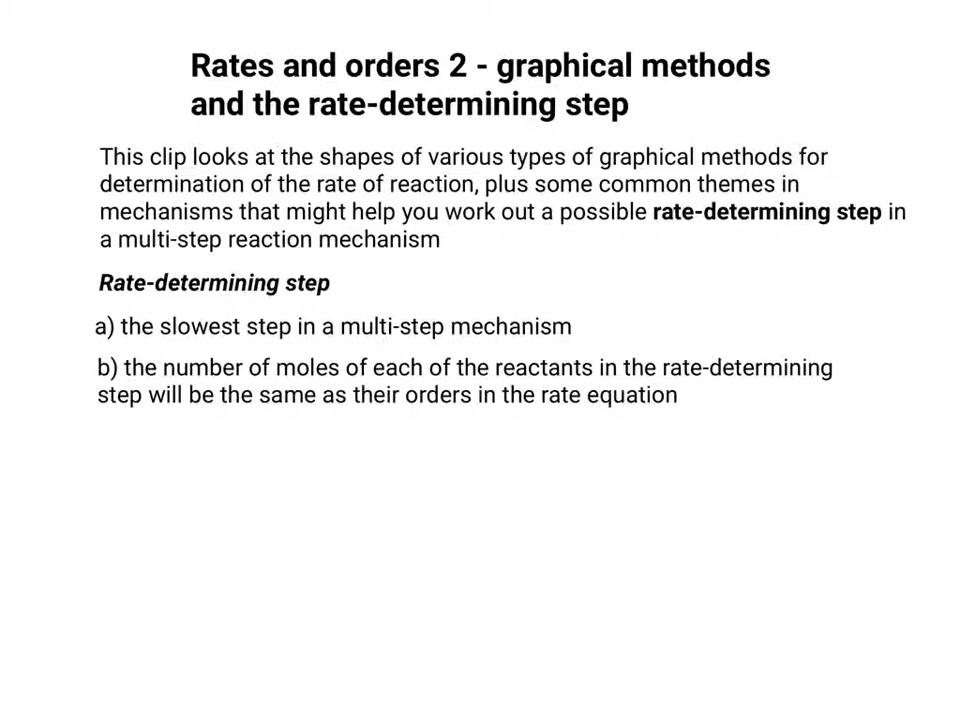 Rates and orders 2 - graphical methods
and the rate-determining step
This clip looks at the shapes of various types of graphical methods for
determination of the rate of reaction, plus some common themes in
mechanisms that might help you work out a possible rate-determining step in
a multi-step reaction mechanism
Rate-determining step
a) the slowest step in a multi-step mechanism
b) the number of moles of each of the reactants in the rate-determining
step will be the same as their orders in the rate equation